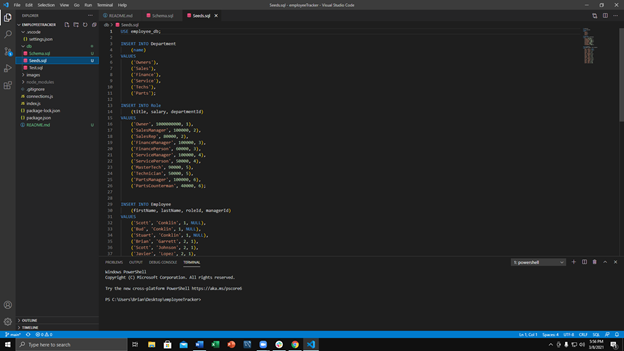 File Edit Selection View Go Run Terminal Help
Seeds.sql - employeeTracker - Visual Studio Code
EXPLORER
README.md
Schema.sql
Seeds.sql
EMPLOYEETRACKER
.vscode
settings.json
db
Schema.sql U
Seeds.sql U
Test.sql
images
node_modules
.gitignore
connections.js
index.js
package-lock.json
package.json
README.md U
OUTLINE
TIMELINE
db > Seeds.sql
1 USE employee_db;
2
3 INSERT INTO Department
4 (name)
5 VALUES
6 ('Owners'),
7 ('Sales'),
8 ('Finance'),
9 ('Service'),
10 ('Techs'),
11 ('Parts');
12
13 INSERT INTO Role
14 (title, salary, departmentId)
15 VALUES
16 ('Owner', 1000000000, 1),
17 ('SalesManager', 100000, 2),
18 ('SalesRep', 80000, 2),
19 ('FinanceManager', 100000, 3),
20 ('FinancePerson', 80000, 3),
21 ('ServiceManager', 100000, 4),
22 ('ServicePerson', 50000, 4),
23 ('MasterTech', 90000, 5),
24 ('Technician', 50000, 5),
25 ('PartsManager', 100000, 6),
26 ('PartsCounterman', 40000, 6);
27
28
29 INSERT INTO Employee
30 (firstName, lastName, roleId, managerId)
31 VALUES
32 ('Scott', 'Conklin', 1, NULL),
33 ('Bud', 'Conklin', 1, NULL),
34 ('Stuart', 'Conklin', 1, NULL),
35 ('Brian', 'Garrett', 2, 1),
36 ('Scott', 'Johnson', 2, 1),
37 ('Javier', 'Lopez', 2, 1),
PROBLEMS OUTPUT DEBUG CONSOLE TERMINAL
1: powershell
Windows PowerShell
Copyright (C) Microsoft Corporation. All rights reserved.
Try the new cross-platform PowerShell https://aka.ms/pscore6
PS C:\Users\Brian\Desktop\employeeTracker>
main* 0 0
Ln 1, Col 1 Spaces: 4 UTF-8 CRLF SQL
Type here to search
3:56 PM
3/8/2021